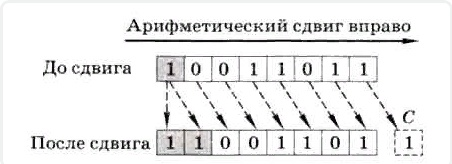 Арифметический сдвиг вправо
До сдвига 1 0 0 1 1 0 1 1
C
После сдвига 1 1 0 0 1 1 0 1 1